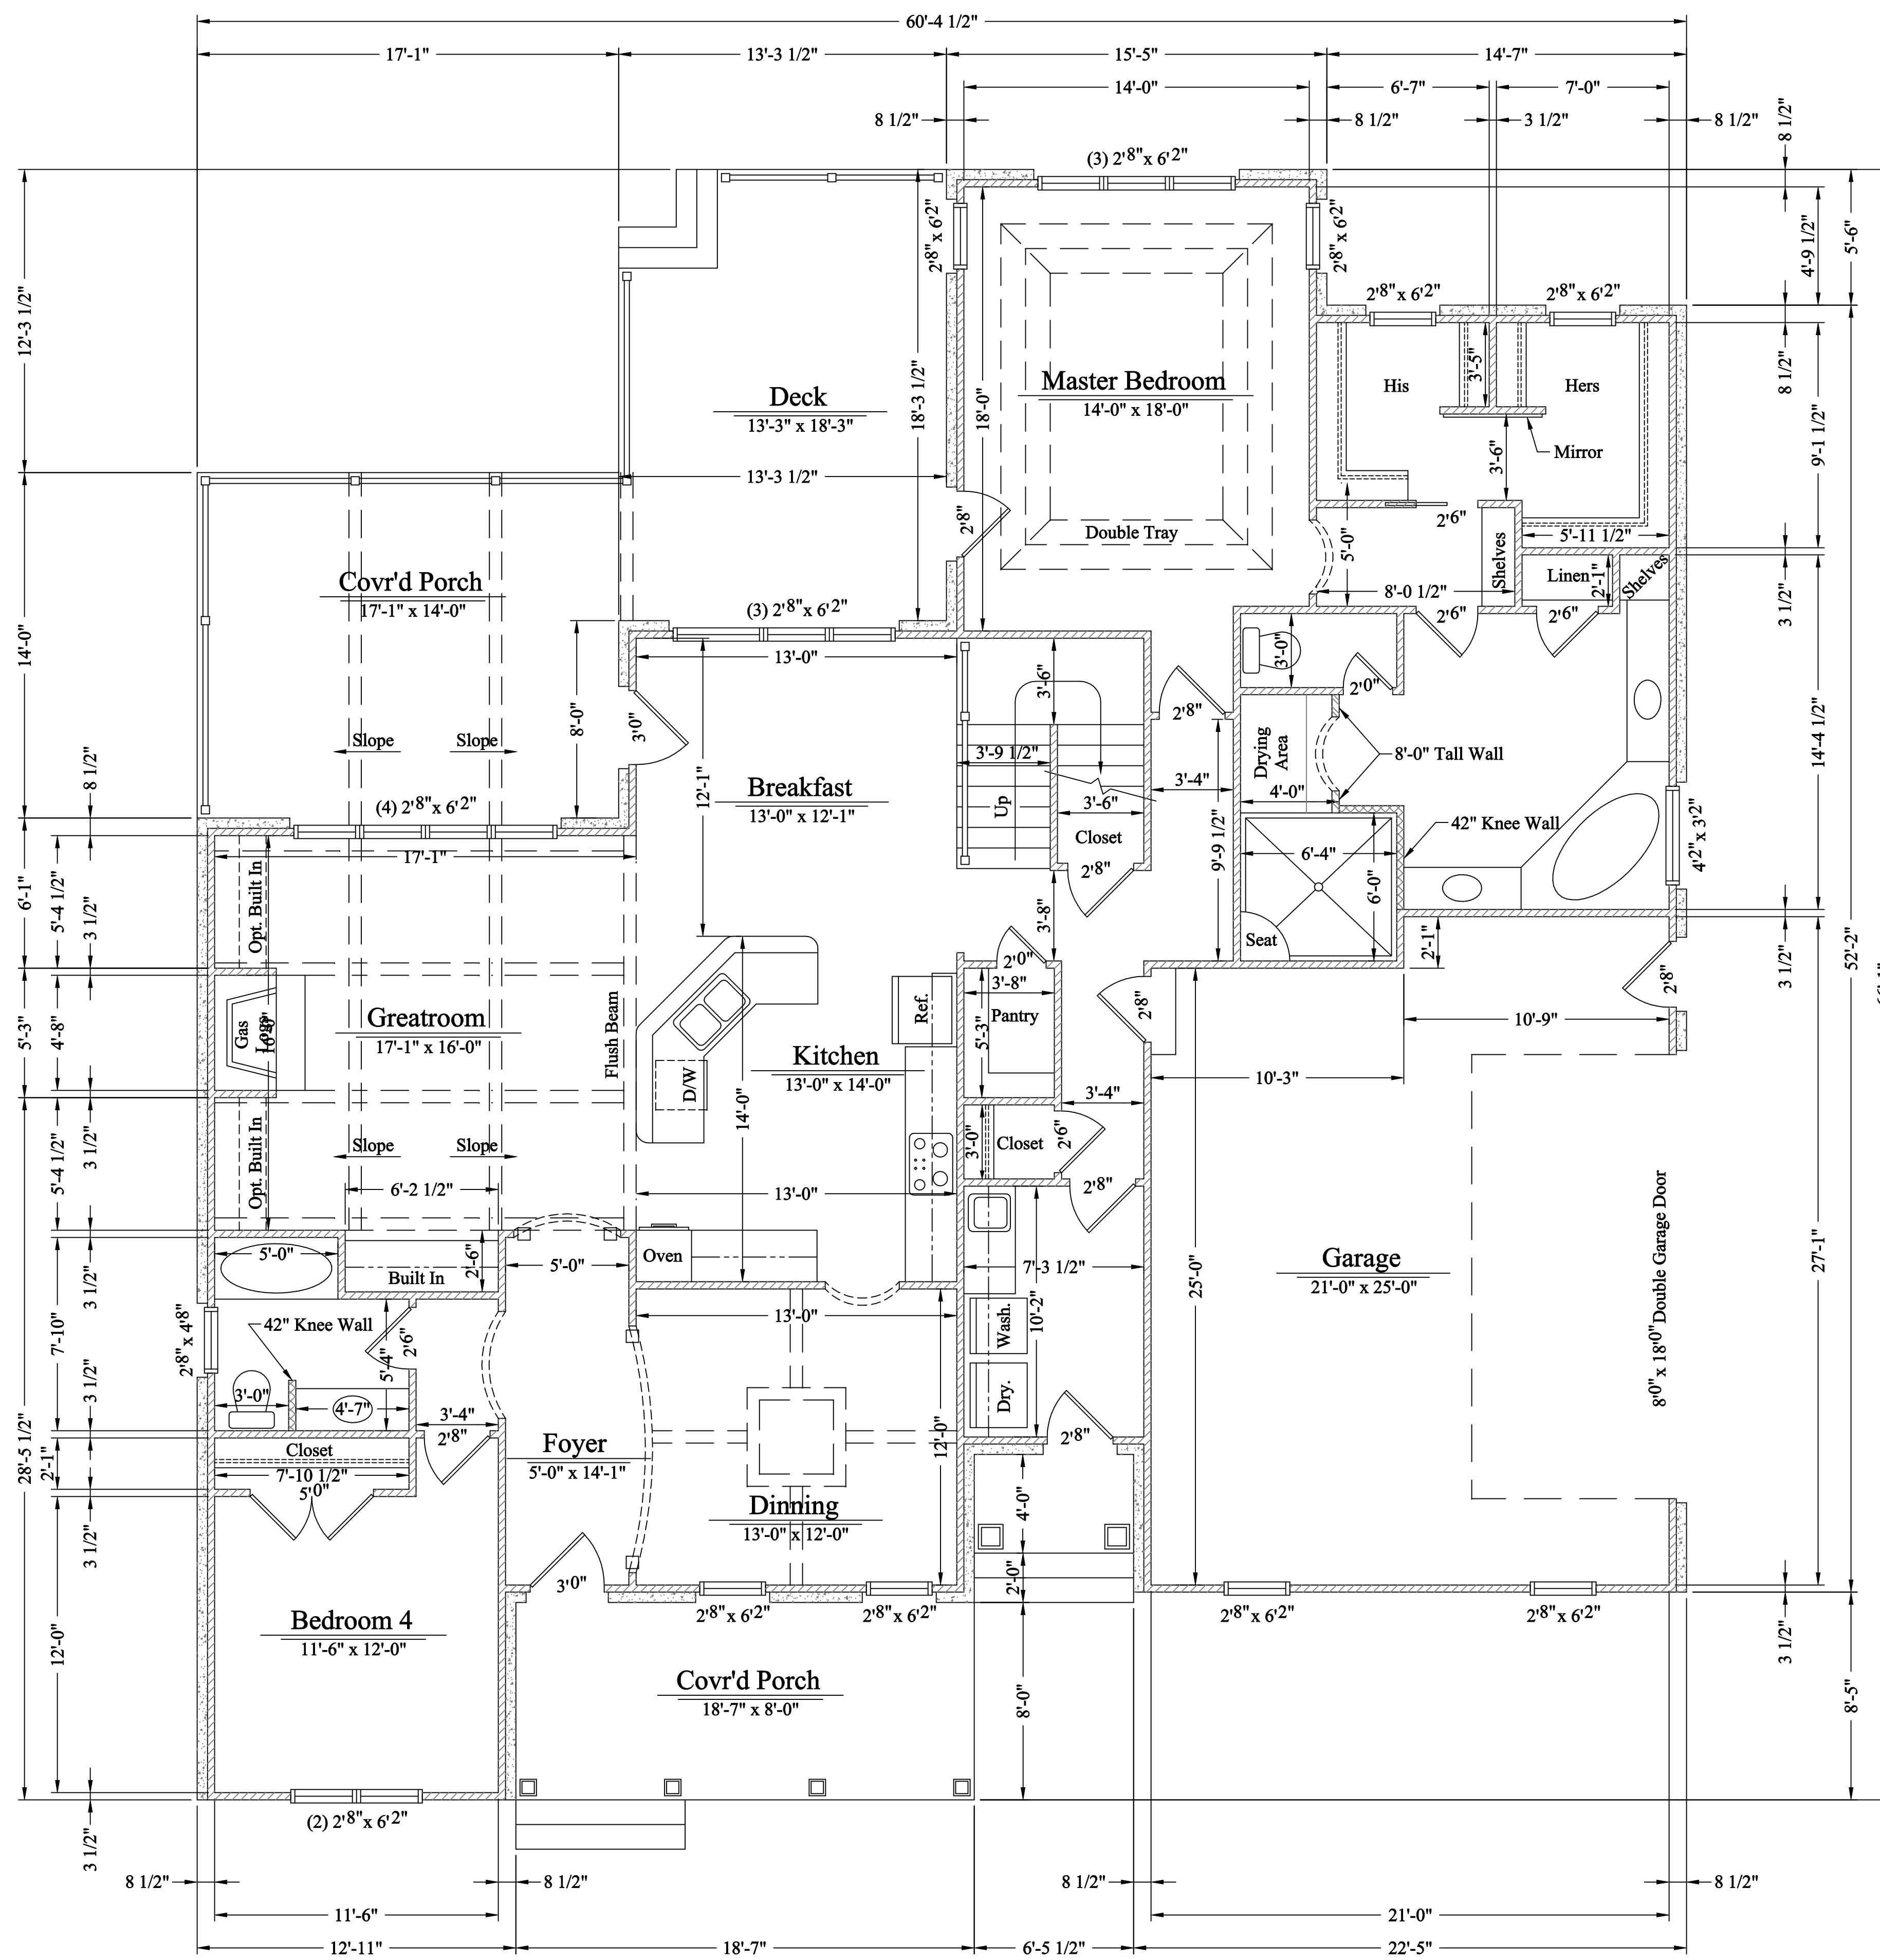 60'-4 1/2"
17'-1" 13'-3 1/2" 15'-5" 14'-7"
14'-0" 6'-7" 7'-0"
8 1/2" 8 1/2" 3 1/2" 8 1/2"
8 1/2"
(3) 2'8" x 6'2"
2'8" x 6'2"
2'8" x 6'2"
4'-9 1/2"
5'-6"
12'-3 1/2"
2'8" x 6'2" 2'8" x 6'2"
18'-3 1/2"
18'-0"
Deck
13'-3" x 18'-3"
Master Bedroom
14'-0" x 18'-0"
His
3'-5"
Hers
8 1/2"
Mirror
3'-6"
9'-1 1/2"
13'-3 1/2"
2'8"
Double Tray
2'6"
5'-0"
Shelves
5'-11 1/2"
Linen
2'-1"
Shelves
8'-0 1/2"
2'6" 2'6"
3 1/2"
Covr'd Porch
17'-1" x 14'-0"
14'-0"
(3) 2'8" x 6'2"
13'-0"
3'-6"
3'-0"
2'0"
2'8"
8'-0"
3'0"
Slope Slope
8 1/2"
(4) 2'8" x 6'2"
12'-1"
Breakfast
13'-0" x 12'-1"
3'-9 1/2"
Up
3'-6"
Closet
2'8"
3'-4"
9'-9 1/2"
Drying
Area
4'-0"
8'-0" Tall Wall
42" Knee Wall
14'-4 1/2"
4'2" x 3'2"
6'-4"
6'-0"
Seat
3'-8"
17'-1"
Opt. Built In
6'-1"
5'-4 1/2"
3 1/2"
2'-1"
3 1/2"
2'8"
52'-2"
5'-3"
4'-8"
Gas
Logs
16'-0"
Greatroom
17'-1" x 16'-0"
Flush Beam
Ref.
2'0"
3'-8"
Pantry
5'-3"
2'8"
10'-9"
Kitchen
13'-0" x 14'-0"
D/W
14'-0"
10'-3"
3'-4"
3 1/2"
5'-4 1/2"
Opt. Built In
Slope Slope
6'-2 1/2"
13'-0"
3'-0"
Closet
2'6"
2'8"
3 1/2"
5'-0"
Built In
2'-6"
5'-0"
Oven
7'-3 1/2"
25'-0"
Garage
21'-0" x 25'-0"
8'0" x 18'0" Double Garage Door
27'-1"
7'-10"
2'8" x 4'8"
42" Knee Wall
2'6"
5'-4"
13'-0"
Wash.
10'-2"
Dry.
3 1/2"
3'-0"
4'-7"
3'-4"
2'8"
2'8"
28'-5 1/2"
2'-1"
Closet
7'-10 1/2"
5'0"
Foyer
5'-0" x 14'-1"
12'-0"
Dinning
13'-0" x 12'-0"
4'-0"
3 1/2"
3'0"
2'-0"
2'8" x 6'2" 2'8" x 6'2" 2'8" x 6'2" 2'8" x 6'2"
3 1/2"
12'-0"
Bedroom 4
11'-6" x 12'-0"
Covr'd Porch
18'-7" x 8'-0"
8'-0"
8'-5"
(2) 2'8" x 6'2"
3 1/2"
8 1/2" 8 1/2" 8 1/2" 8 1/2"
11'-6" 21'-0"
12'-11" 18'-7" 6'-5 1/2" 22'-5"